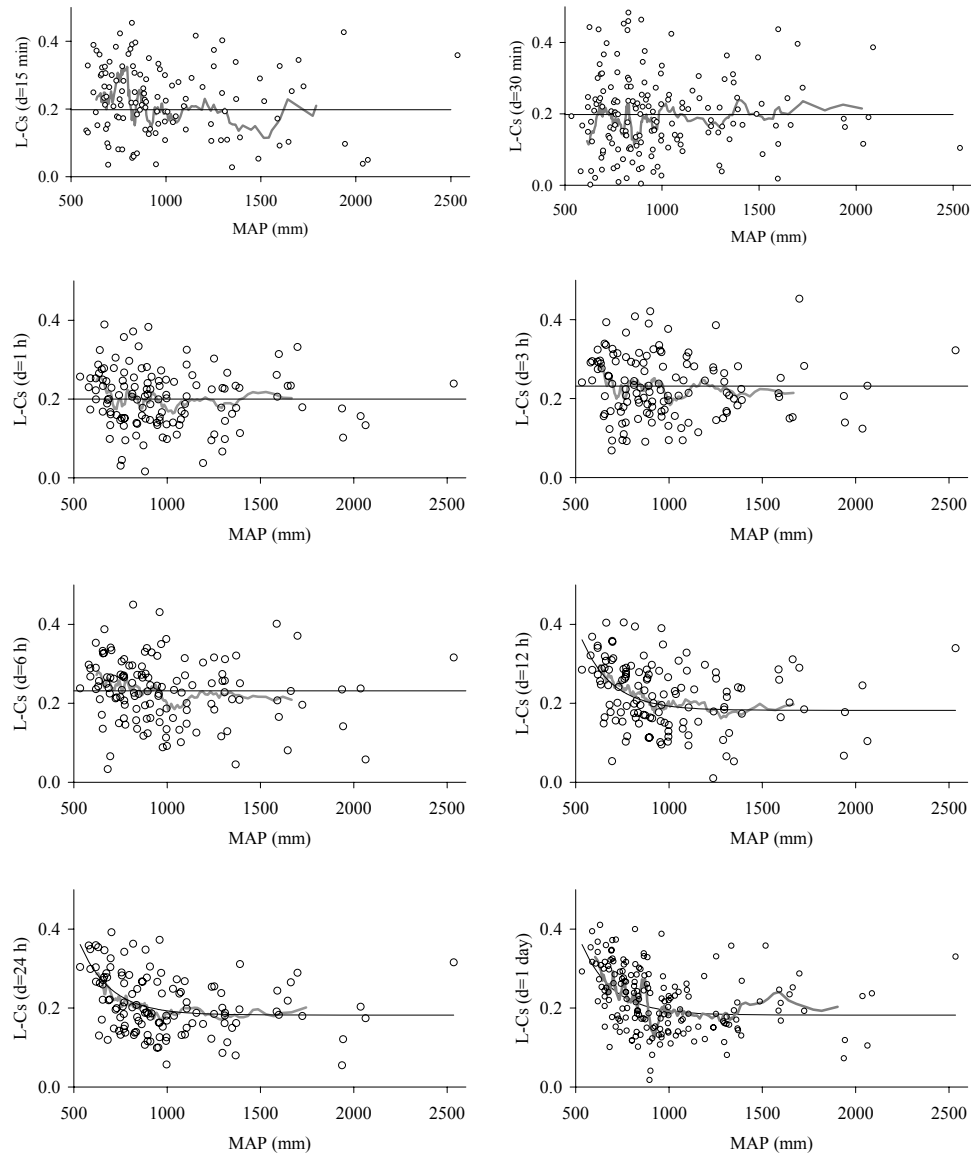 L-Cs (d=15 min)
0.4
0.2
0.0
500 1000 1500 2000 2500
MAP (mm)
L-Cs (d=30 min)
0.4
0.2
0.0
500 1000 1500 2000 2500
MAP (mm)
L-Cs (d=1 h)
0.4
0.2
0.0
500 1000 1500 2000 2500
MAP (mm)
L-Cs (d=3 h)
0.4
0.2
0.0
500 1000 1500 2000 2500
MAP (mm)
L-Cs (d=6 h)
0.4
0.2
0.0
500 1000 1500 2000 2500
MAP (mm)
L-Cs (d=12 h)
0.4
0.2
0.0
500 1000 1500 2000 2500
MAP (mm)
L-Cs (d=24 h)
0.4
0.2
0.0
500 1000 1500 2000 2500
MAP (mm)
L-Cs (d= 1 day)
0.4
0.2
0.0
500 1000 1500 2000 2500
MAP (mm)